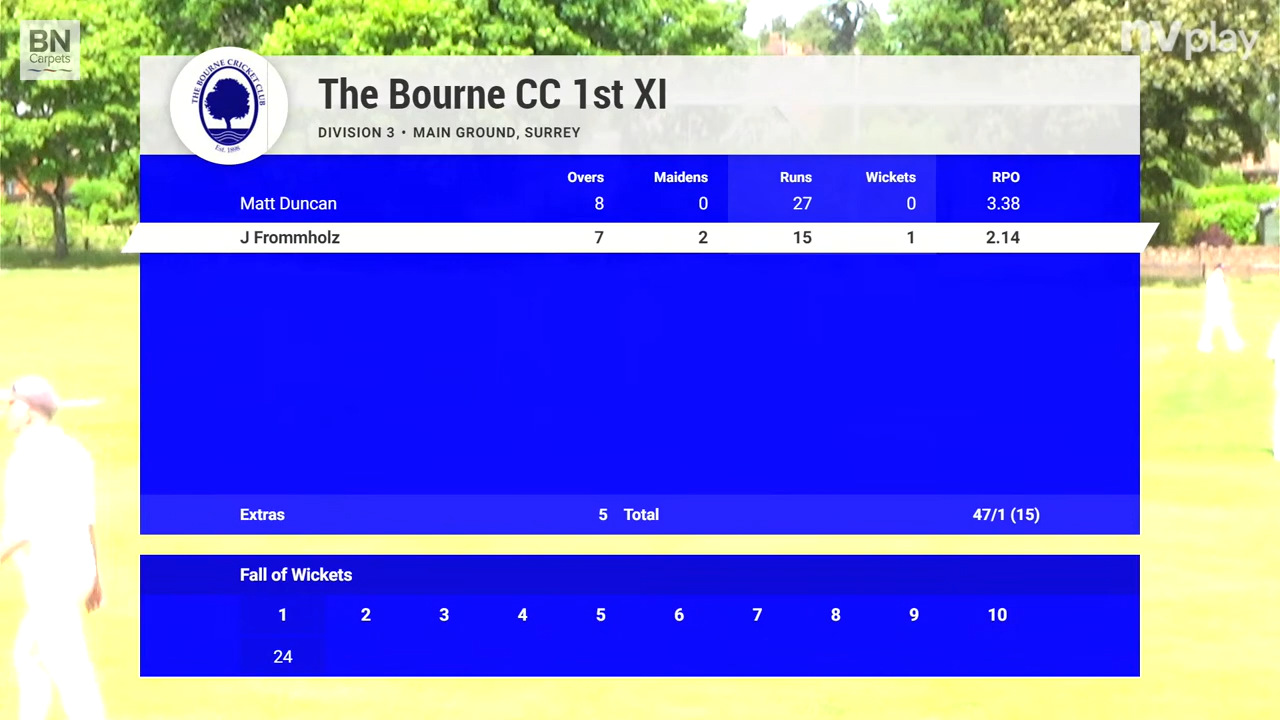 BN
Carpets
nvplay
THE BOURNE CRICKET CLUB
Est. 1898
The Bourne CC 1st XI
DIVISION 3 • MAIN GROUND, SURREY
Overs Maidens Runs Wickets RPO
Matt Duncan 8 0 27 0 3.38
J Frommholz 7 2 15 1 2.14
Extras 5 Total 47/1 (15)
Fall of Wickets
1 2 3 4 5 6 7 8 9 10
24